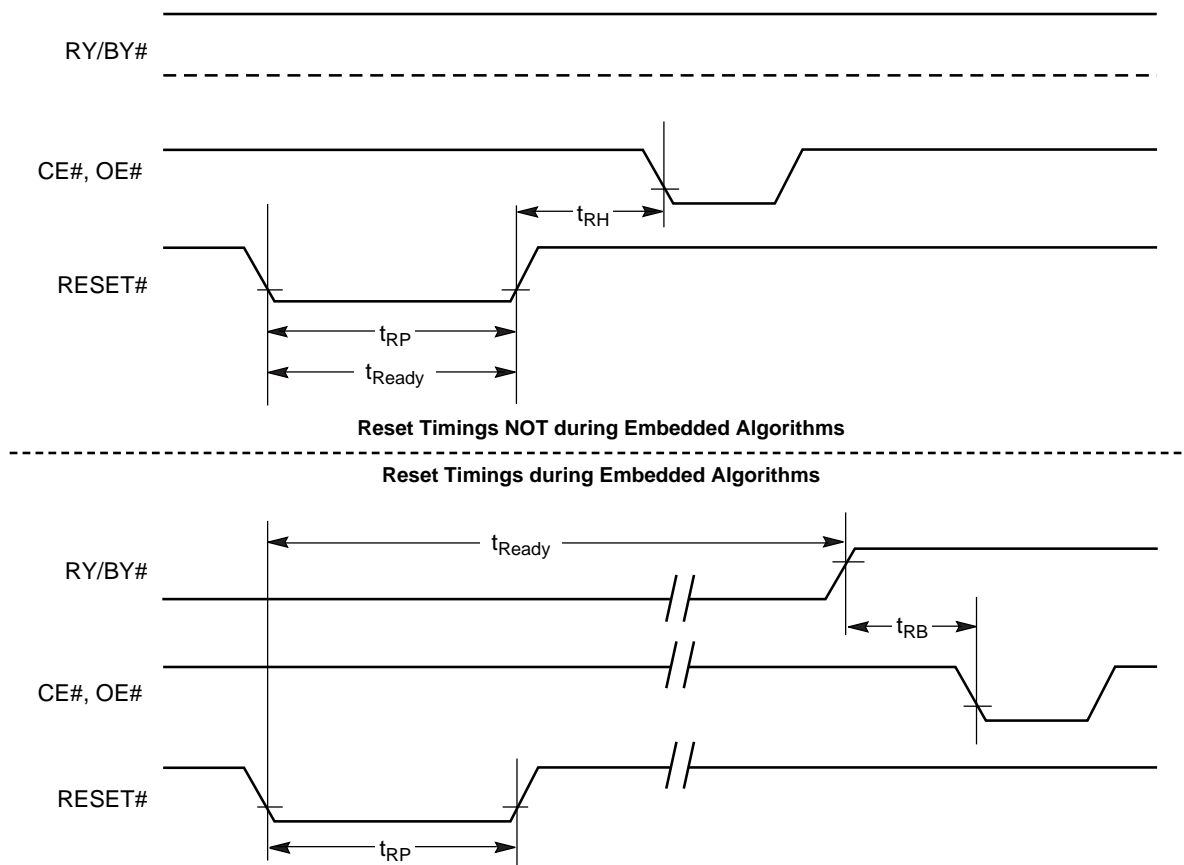 RY/BY#
CE#, OE#
tRH
RESET#
tRP
tReady
Reset Timings NOT during Embedded Algorithms
Reset Timings during Embedded Algorithms
tReady
RY/BY#
tRB
CE#, OE#
RESET#
tRP